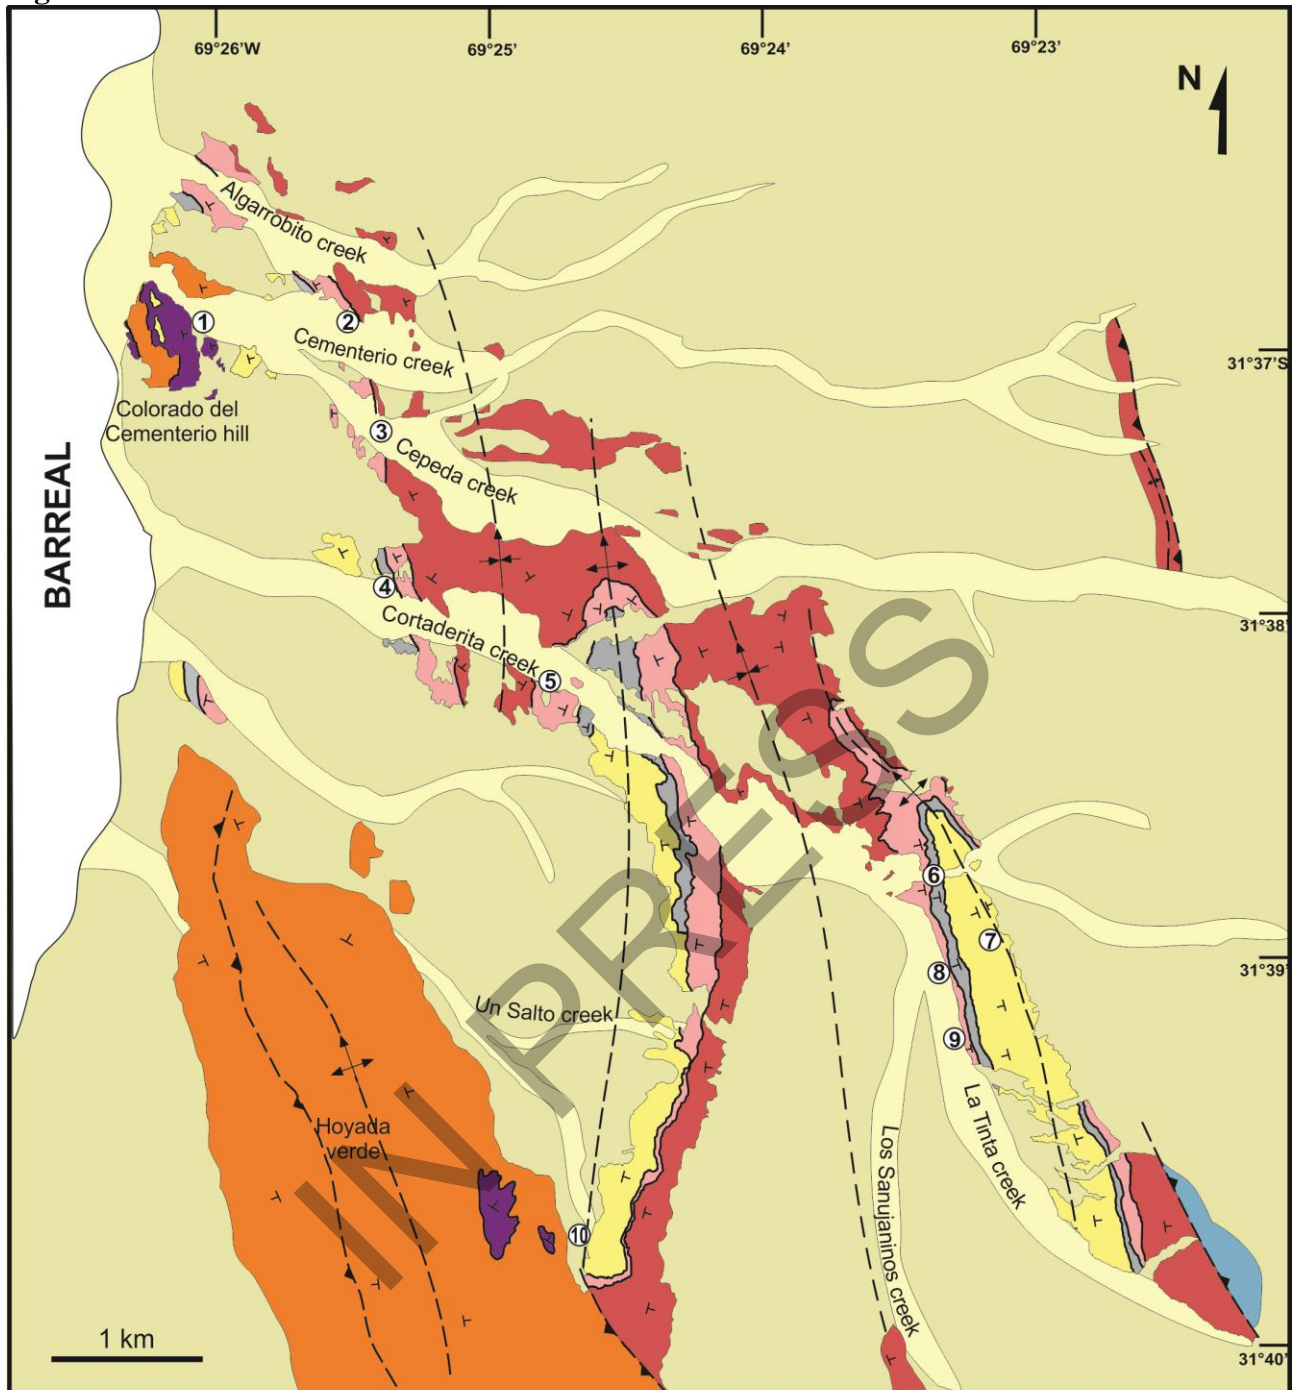 69°26'W
69°25'
69°24'
69°23'
N
Algarrobito creek
1
2
Cementerio creek
31°37'S
Colorado del
Cementerio hill
3
Cepeda creek
BARREAL
4
Cortaderita creek
31°38'
5
6
7
31°39'
8
Un Salto creek
9
La Tinta creek
Hoyada
verde
Los Sanujaninos creek
10
IN PRESS
1 km
31°40'